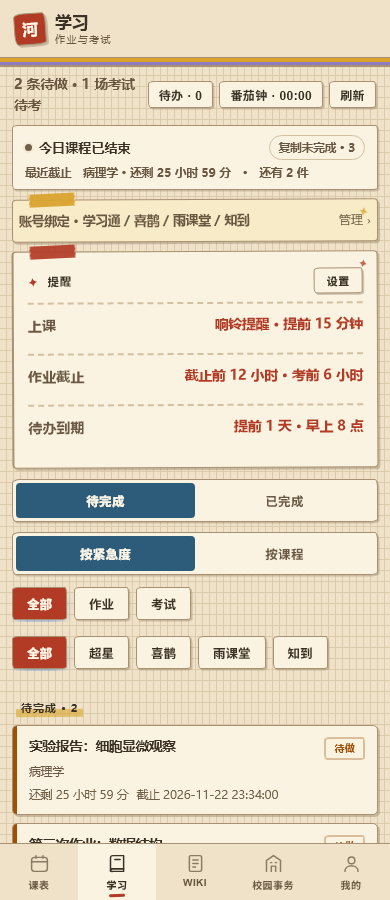 河
学习
作业与考试
2 条待做 • 1 场考试
待考
待办 · 0
番茄钟 · 00:00
刷新
今日课程已结束
复制未完成 • 3
最近截止 病理学 • 还剩 25 小时 59 分 • 还有 2 件
账号绑定 • 学习通 / 喜鹊 / 雨课堂 / 知到
管理 ›
提醒
设置
上课
响铃提醒 • 提前 15 分钟
作业截止
截止前 12 小时 • 考前 6 小时
待办到期
提前 1 天 • 早上 8 点
待完成
已完成
按紧急度
按课程
全部
作业
考试
全部
超星
喜鹊
雨课堂
知到
待完成 • 2
实验报告：细胞显微观察
待做
病理学
还剩 25 小时 59 分 截止 2026-11-22 23:34:00
课表
学习
WIKI
校园事务
我的